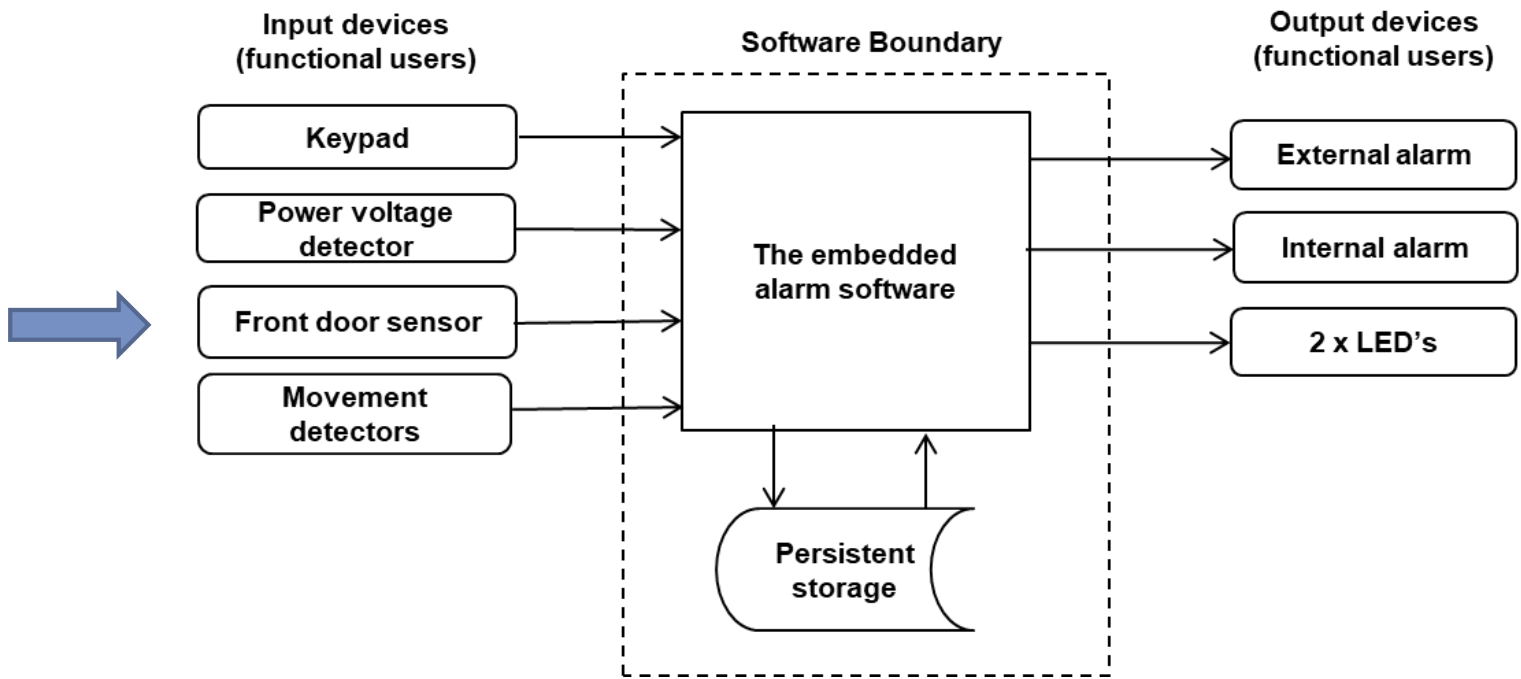 Input devices
(functional users)
Software Boundary
Output devices
(functional users)
Keypad
Power voltage
detector
Front door sensor
Movement
detectors
The embedded
alarm software
Persistent
storage
External alarm
Internal alarm
2 x LED's